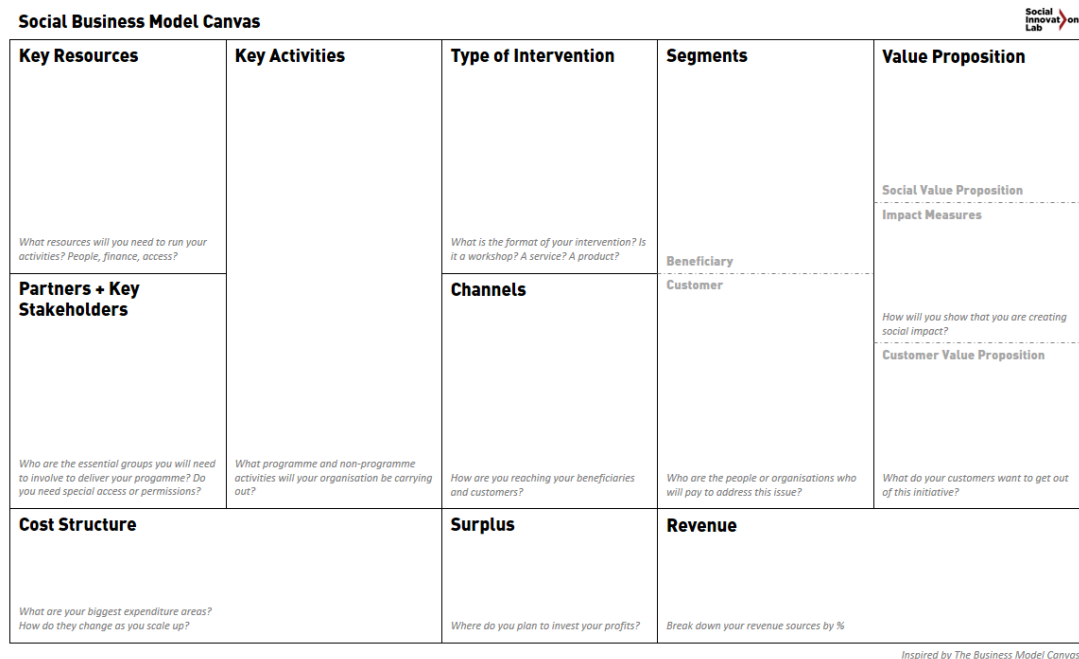 Social Business Model Canvas
Social
Innovat on
Lab
Key Resources
What resources will you need to run your
activities? People, finance, access?
Partners + Key
Stakeholders
Who are the essential groups you will need
to involve to deliver your progamme? Do
you need special access or permissions?
Key Activities
What programme and non-programme
activities will your organisation be carrying
out?
Type of Intervention
What is the format of your intervention? Is
it a workshop? A service? A product?
Channels
How are you reaching your beneficiaries
and customers?
Segments
Beneficiary
Customer
Who are the people or organisations who
will pay to address this issue?
Value Proposition
Social Value Proposition
Impact Measures
How will you show that you are creating
social impact?
Customer Value Proposition
What do your customers want to get out
of this initiative?
Cost Structure
What are your biggest expenditure areas?
How do they change as you scale up?
Surplus
Where do you plan to invest your profits?
Revenue
Break down your revenue sources by %
Inspired by The Business Model Canvas